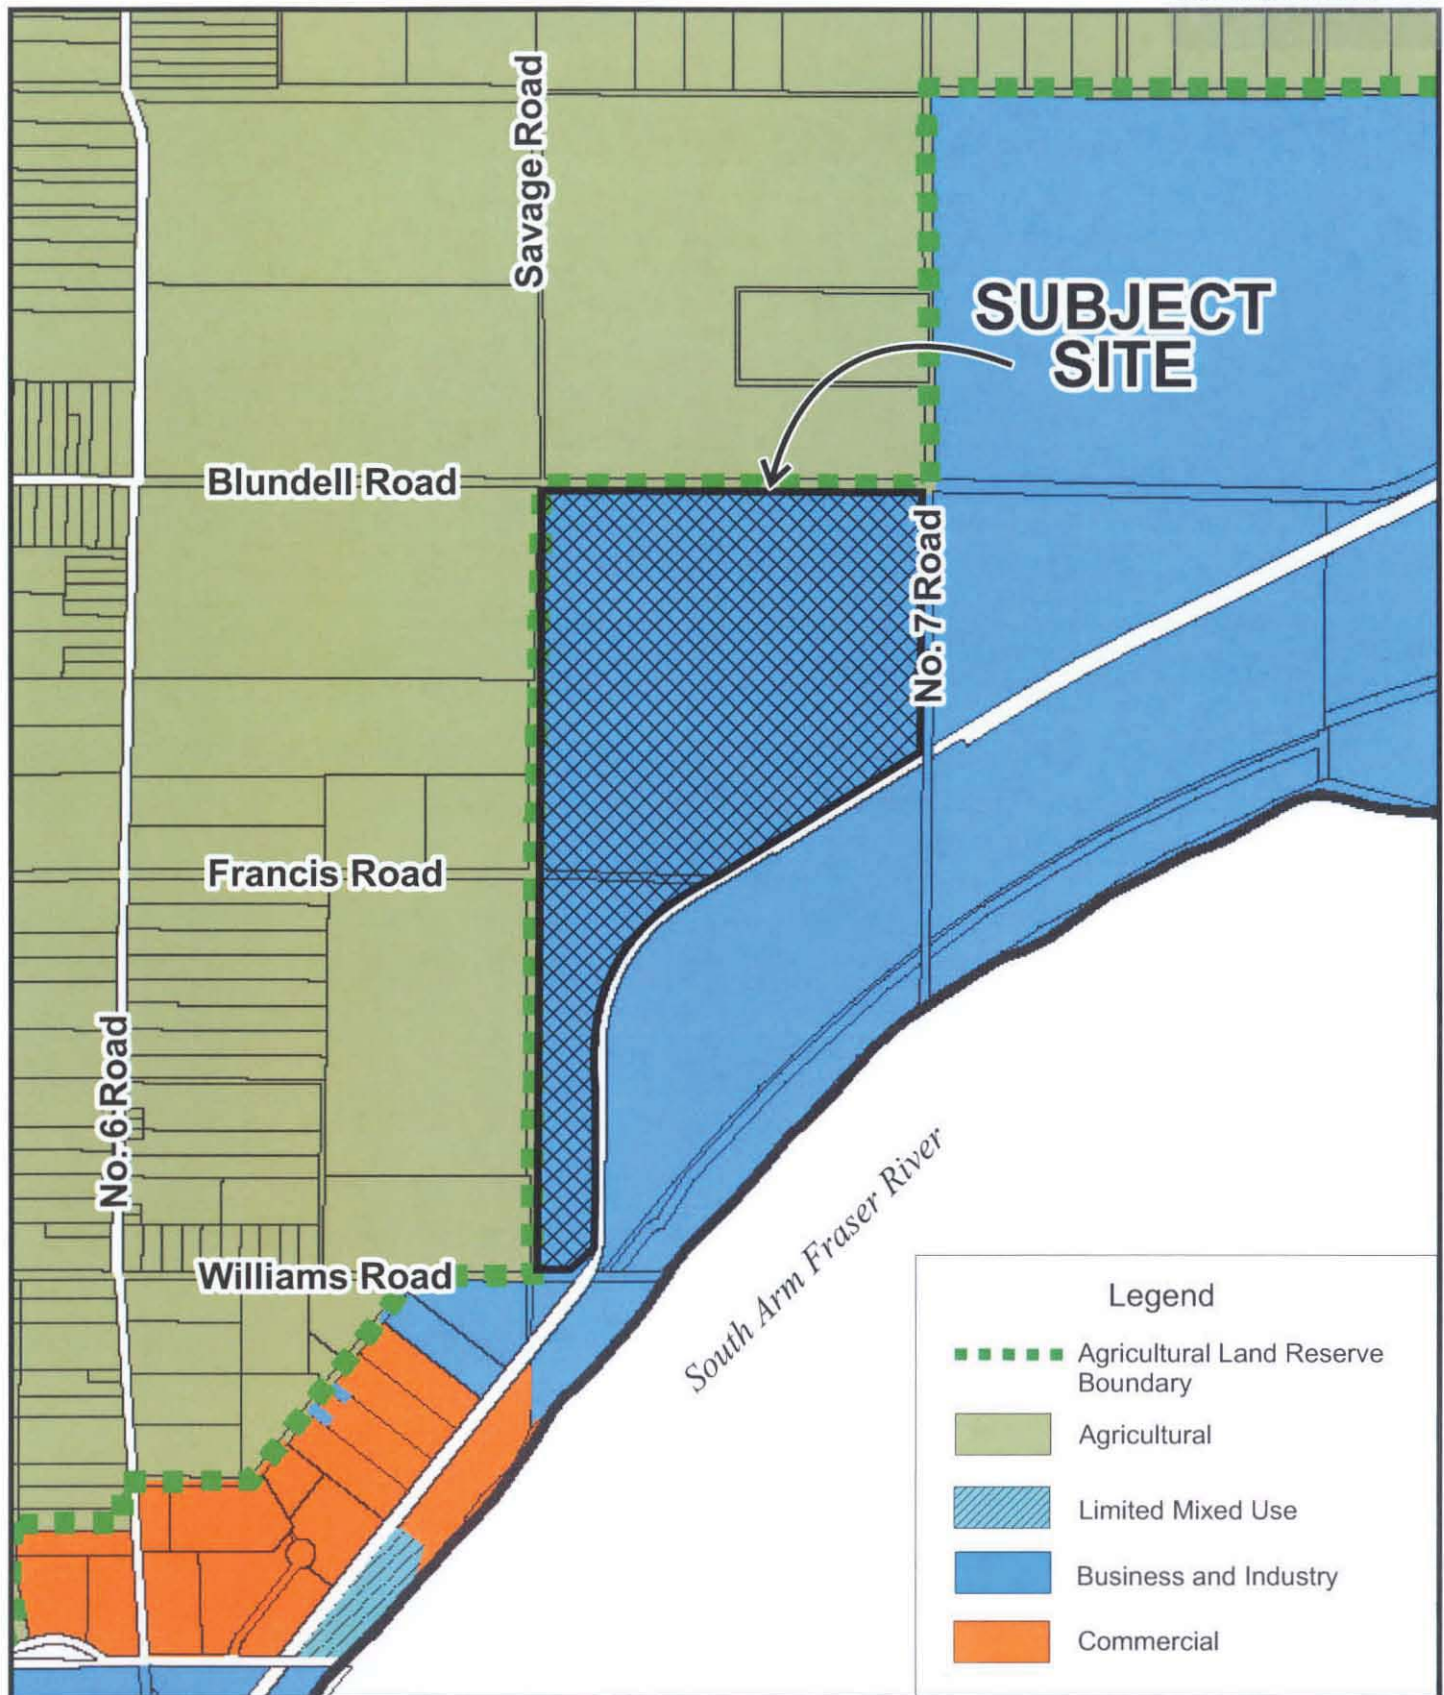 Savage Road
SUBJECT
SITE
Blundell Road
No. 7 Road
Francis Road
No. 6 Road
Williams Road
South Arm Fraser River
Legend
Agricultural Land Reserve
Boundary
Agricultural
Limited Mixed Use
Business and Industry
Commercial